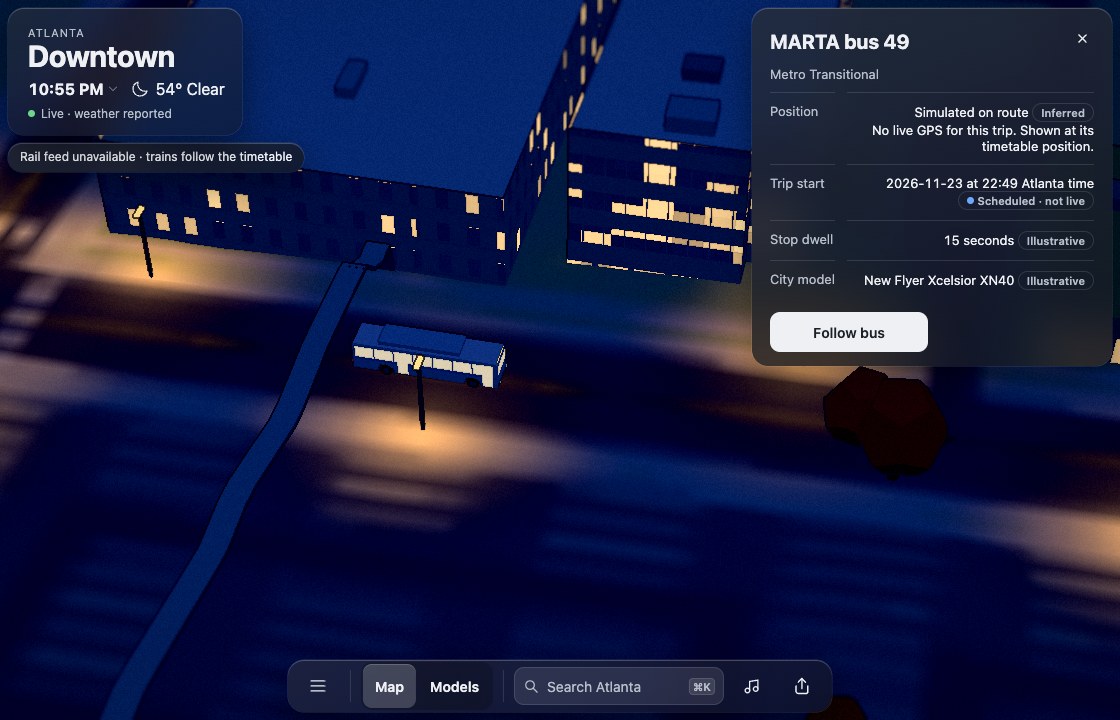 ATLANTA
Downtown
10:55 PM 54° Clear
Live · weather reported
Rail feed unavailable · trains follow the timetable
MARTA bus 49
Metro Transitional
Position Simulated on route Inferred
No live GPS for this trip. Shown at its
timetable position.
Trip start 2026-11-23 at 22:49 Atlanta time
Scheduled · not live
Stop dwell 15 seconds Illustrative
City model New Flyer Xcelsior XN40 Illustrative
Follow bus
Map Models Search Atlanta ⌘K